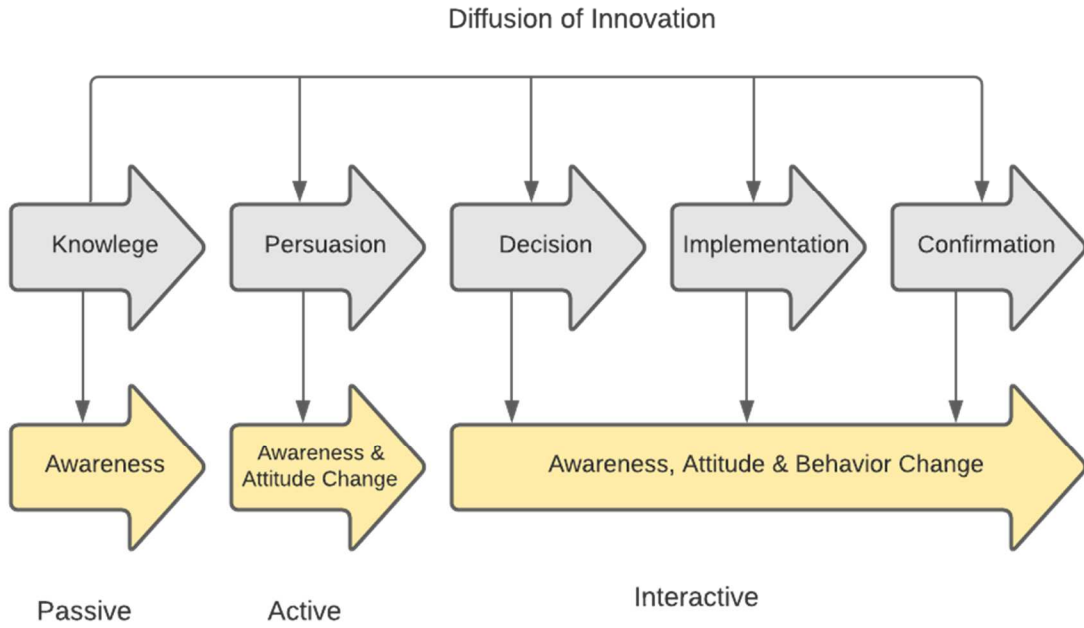 Diffusion of Innovation
Knowlege
Persuasion
Decision
Implementation
Confirmation
Awareness
Awareness &
Attitude Change
Awareness, Attitude & Behavior Change
Passive
Active
Interactive